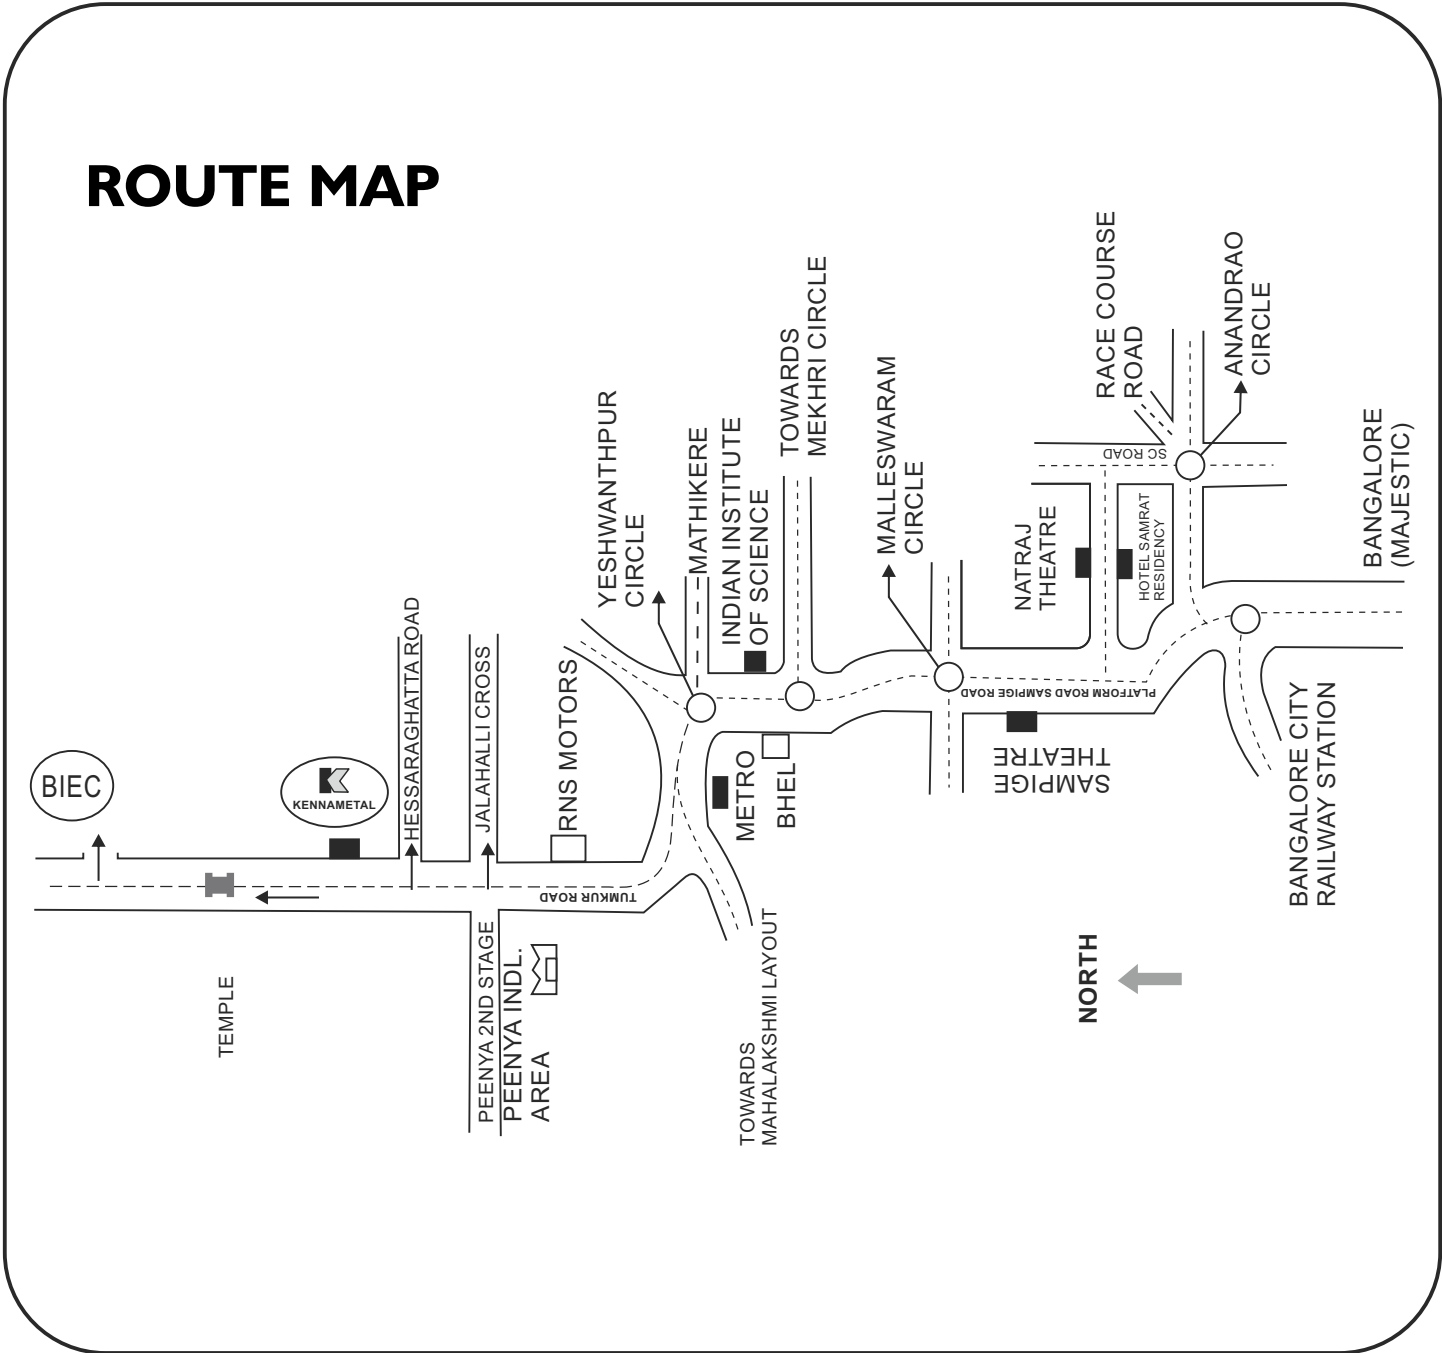 ROUTE MAP
BIEC
KENNAMETAL
HESSARAGHATTA ROAD
JALAHALLI CROSS
RNS MOTORS
YESHWANTHPUR
CIRCLE
MATHIKERE
INDIAN INSTITUTE
OF SCIENCE
TOWARDS
MEKHRI CIRCLE
MALLESWARAM
CIRCLE
RACE COURSE
ROAD
ANANDRAO
CIRCLE
SC ROAD
NATRAJ
THEATRE
HOTEL SAMRAT
RESIDENCY
BANGALORE
(MAJESTIC)
PLATFORM ROAD SAMPIGE ROAD
SAMPIGE
THEATRE
METRO
BHEL
TUMKUR ROAD
BANGALORE CITY
RAILWAY STATION
TEMPLE
PEENYA 2ND STAGE
PEENYA INDL.
AREA
TOWARDS
MAHALAKSHMI LAYOUT
NORTH